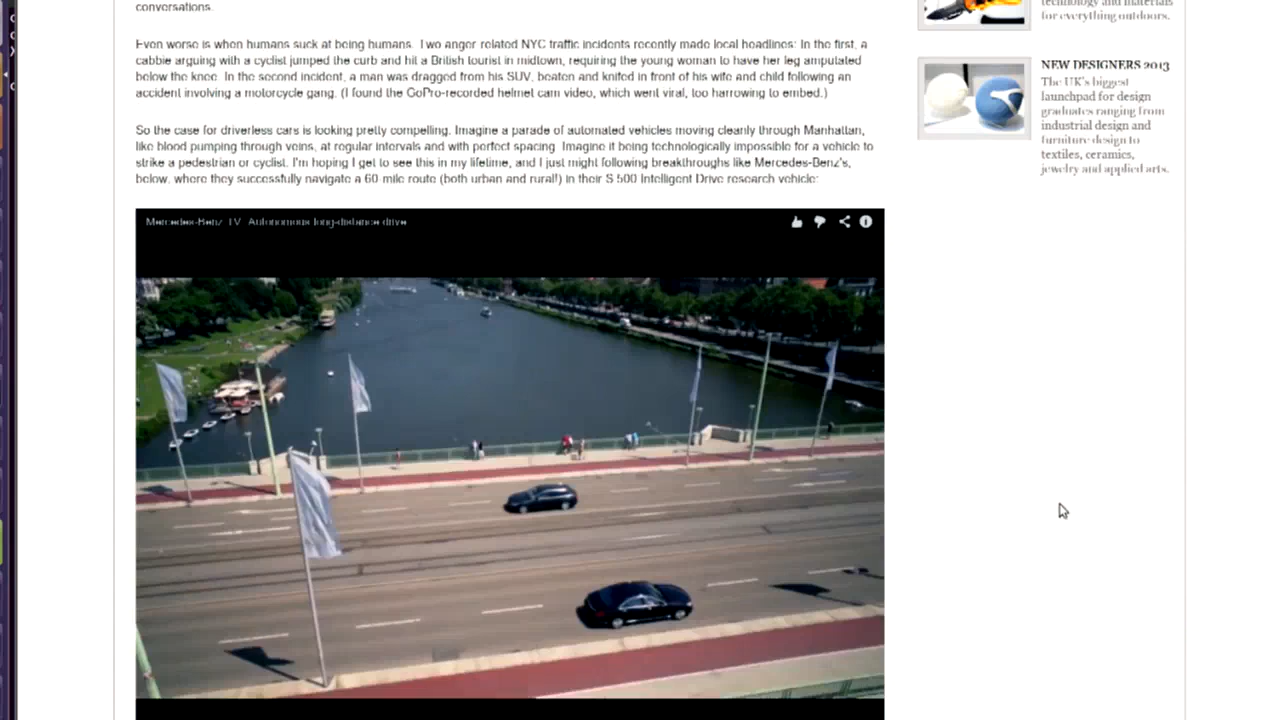 conversations.
Even worse is when humans suck at being humans. Two anger related NYC traffic incidents recently made local headlines: In the first, a
cabbie arguing with a cyclist jumped the curb and hit a British tourist in midtown, requiring the young woman to have her leg amputated
below the knee. In the second incident, a man was dragged from his SUV, beaten and knifed in front of his wife and child following an
accident involving a motorcycle gang. (I found the GoPro-recorded helmet cam video, which went viral, too harrowing to embed.)
So the case for driverless cars is looking pretty compelling. Imagine a parade of automated vehicles moving cleanly through Manhattan,
like blood pumping through veins, at regular intervals and with perfect spacing. Imagine it being technologically impossible for a vehicle to
strike a pedestrian or cyclist. I'm hoping I get to see this in my lifetime, and I just might following breakthroughs like Mercedes-Benz's,
below, where they successfully navigate a 60-mile route (both urban and rural!) in their S 500 Intelligent Drive research vehicle:
Mercedes-Benz TV Autonomous long-distance drive
technology and materials
for everything outdoors.
NEW DESIGNERS 2013
The UK's biggest
launchpad for design
graduates ranging from
industrial design and
furniture design to
textiles, ceramics,
jewelry and applied arts.